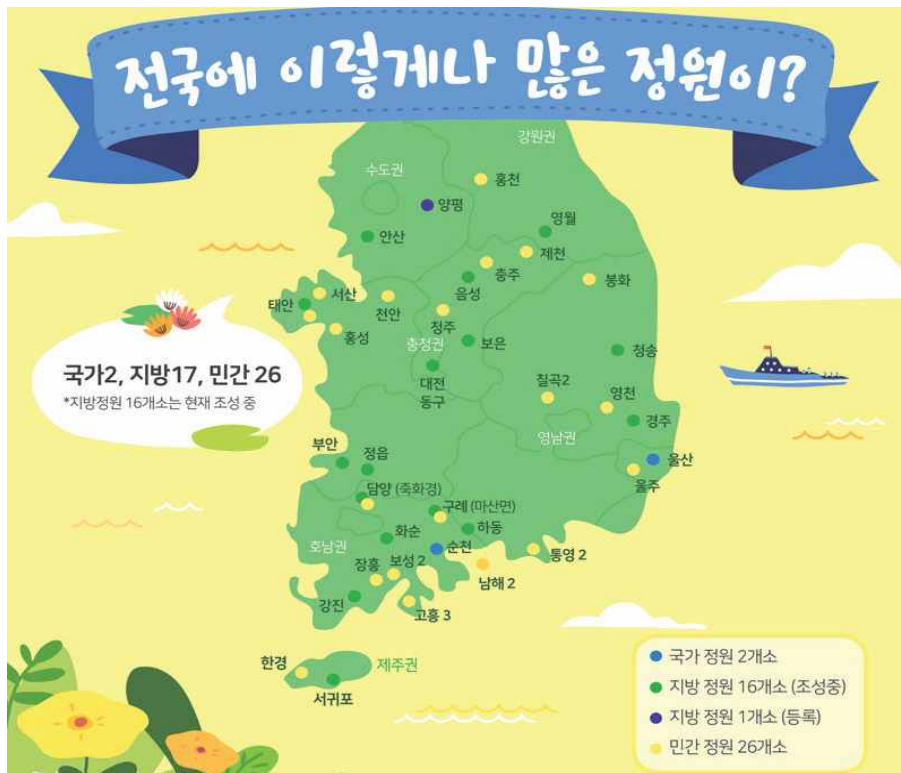 전국에 이렇게나 많은 정원이?
강원권
수도권
홍천
양평
영월
안산
제천
충주
봉화
음성
서산
태안
천안
청주
홍성
보은
충청권
청송
국가2, 지방17, 민간 26
*지방정원 16개소는 현재 조성 중
대전
동구
칠곡2
영천
경주
영남권
부안
정읍
울산
울주
담양 (죽화경)
구례 (마산면)
화순
하동
호남권
순천
통영 2
장흥
보성 2
남해 2
강진
고흥 3
한경
제주권
서귀포
국가 정원 2개소
지방 정원 16개소 (조성중)
지방 정원 1개소 (등록)
민간 정원 26개소